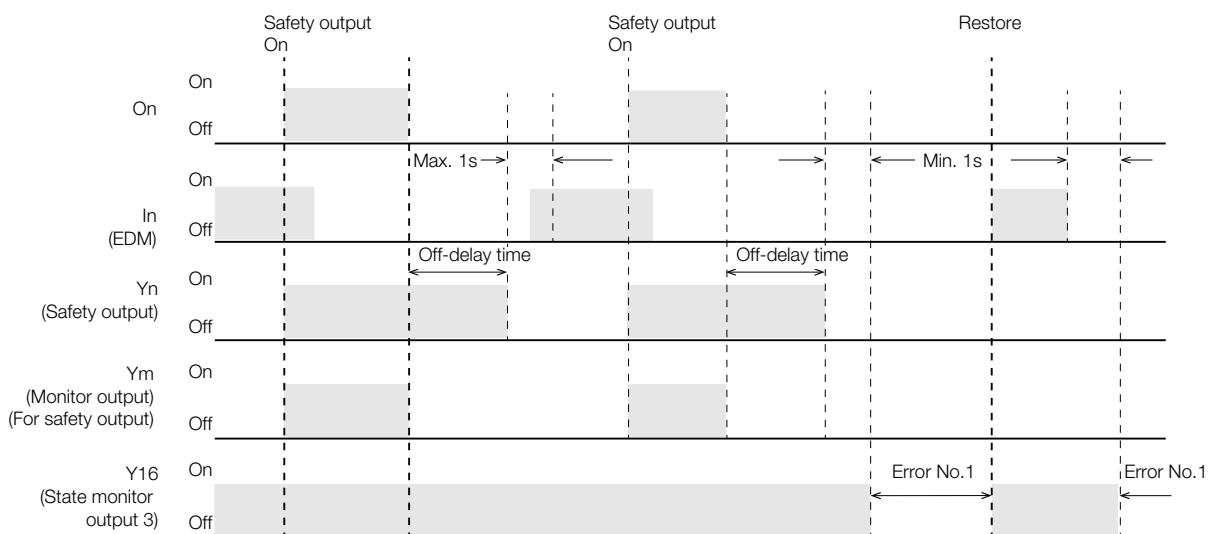 Safety output
On
Safety output
On
Restore
On
On
Off
Max. 1s
Min. 1s
In
(EDM)
On
Off
Off-delay time
Off-delay time
Yn
(Safety output)
On
Off
Ym
(Monitor output)
(For safety output)
On
Off
Y16
(State monitor
output 3)
On
Off
Error No.1
Error No.1